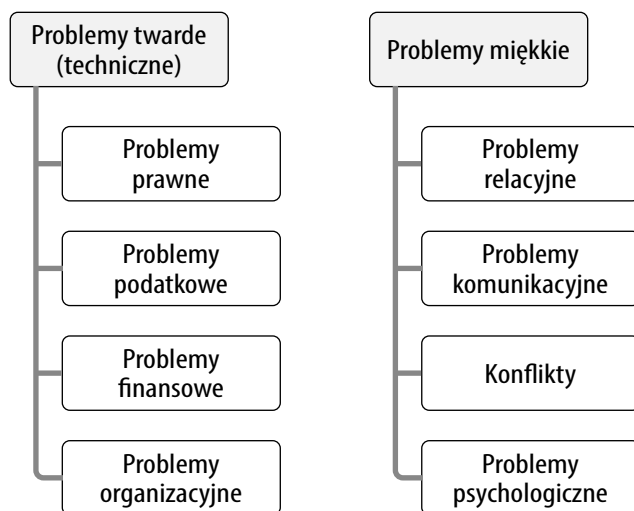 Problemy twarde
(techniczne)
Problemy
prawne
Problemy
podatkowe
Problemy
finansowe
Problemy
organizacyjne
Problemy miękkie
Problemy
relacyjne
Problemy
komunikacyjne
Konflikty
Problemy
psychologiczne